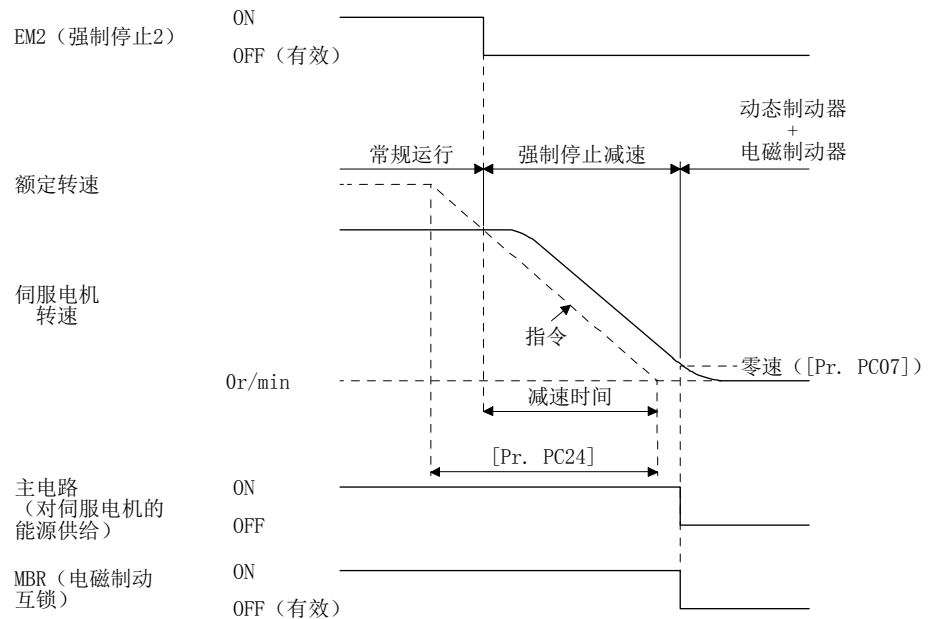 ON
EM2（强制停止2）
OFF（有效）
动态制动器
+
电磁制动器
常规运行
强制停止减速
额定转速
伺服电机
转速
指令
零速（[Pr. PC07]）
0r/min
减速时间
[Pr. PC24]
主电路
（对伺服电机的
能源供给）
ON
OFF
MBR（电磁制动
互锁）
ON
OFF（有效）